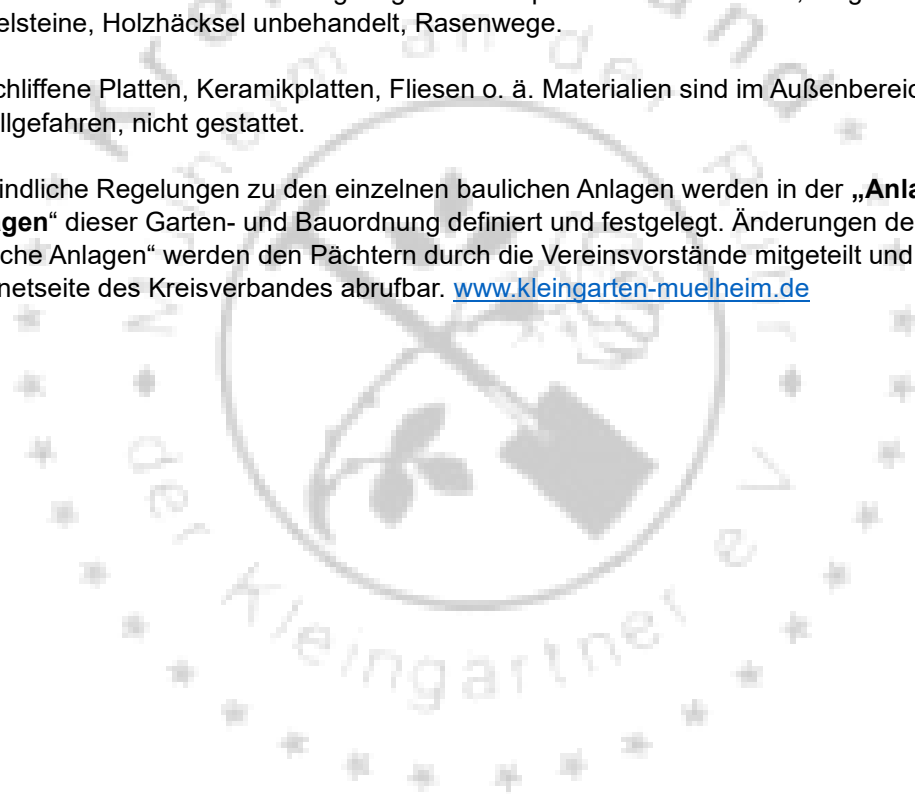 elsteine, Holzhäcksel unbehandelt, Rasenwege.
chliffene Platten, Keramikplatten, Fliesen o. ä. Materialien sind im Außenbereic
llgefahren, nicht gestattet.
indliche Regelungen zu den einzelnen baulichen Anlagen werden in der „Anla
gen“ dieser Garten- und Bauordnung definiert und festgelegt. Änderungen de
che Anlagen“ werden den Pächtern durch die Vereinsvorstände mitgeteilt und
netseite des Kreisverbandes abrufbar. www.kleingarten-muelheim.de
der Kleingärtner e V